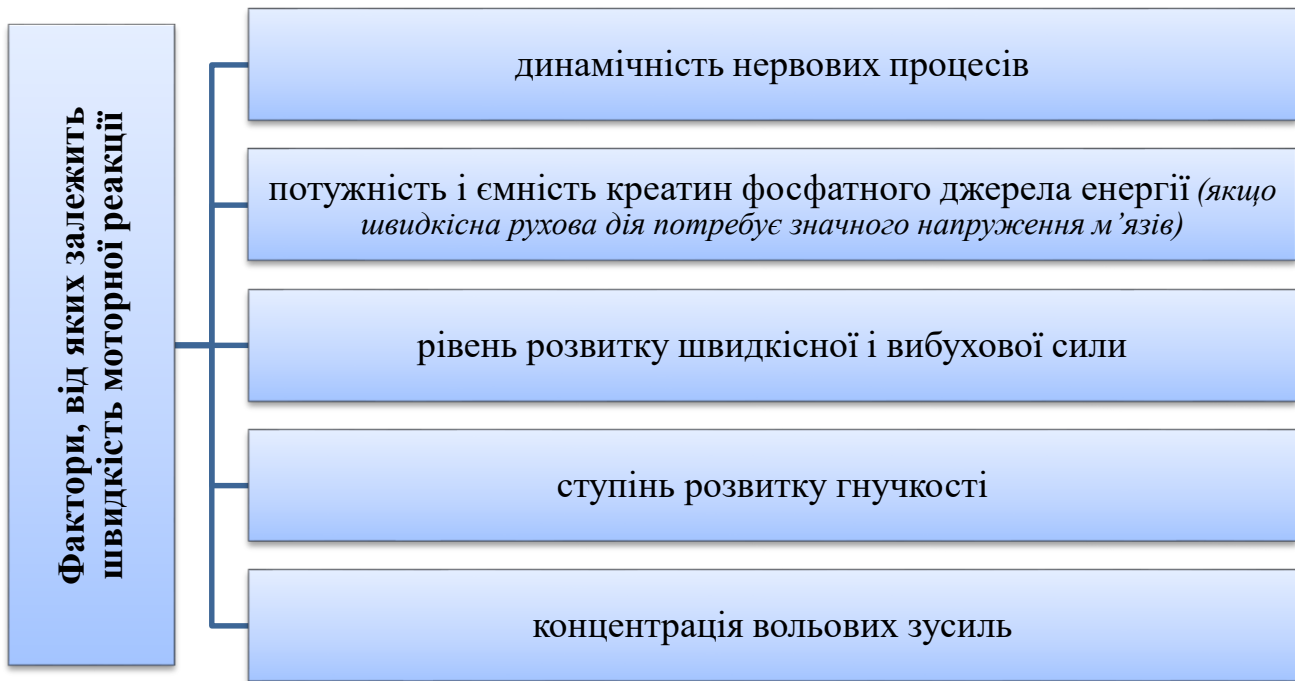 Фактори, від яких залежить
швидкість моторної реакції
динамічність нервових процесів
потужність і ємність креатин фосфатного джерела енергії (якщо
швидкісна рухова дія потребує значного напруження м’язів)
рівень розвитку швидкісної і вибухової сили
ступінь розвитку гнучкості
концентрація вольових зусиль